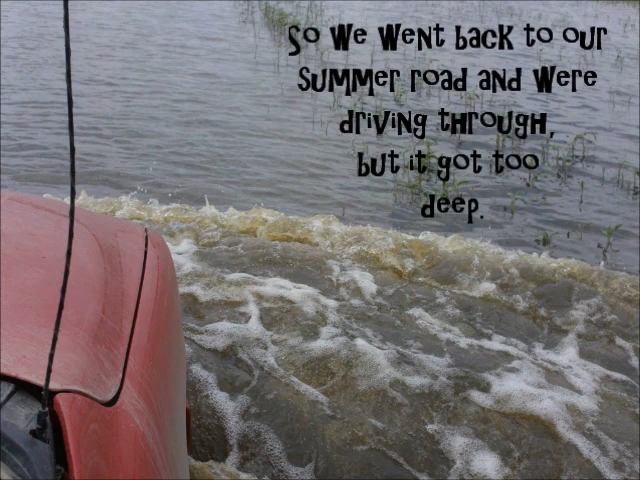 So we went back to our
summer road and were
driving through,
but it got too
deep.